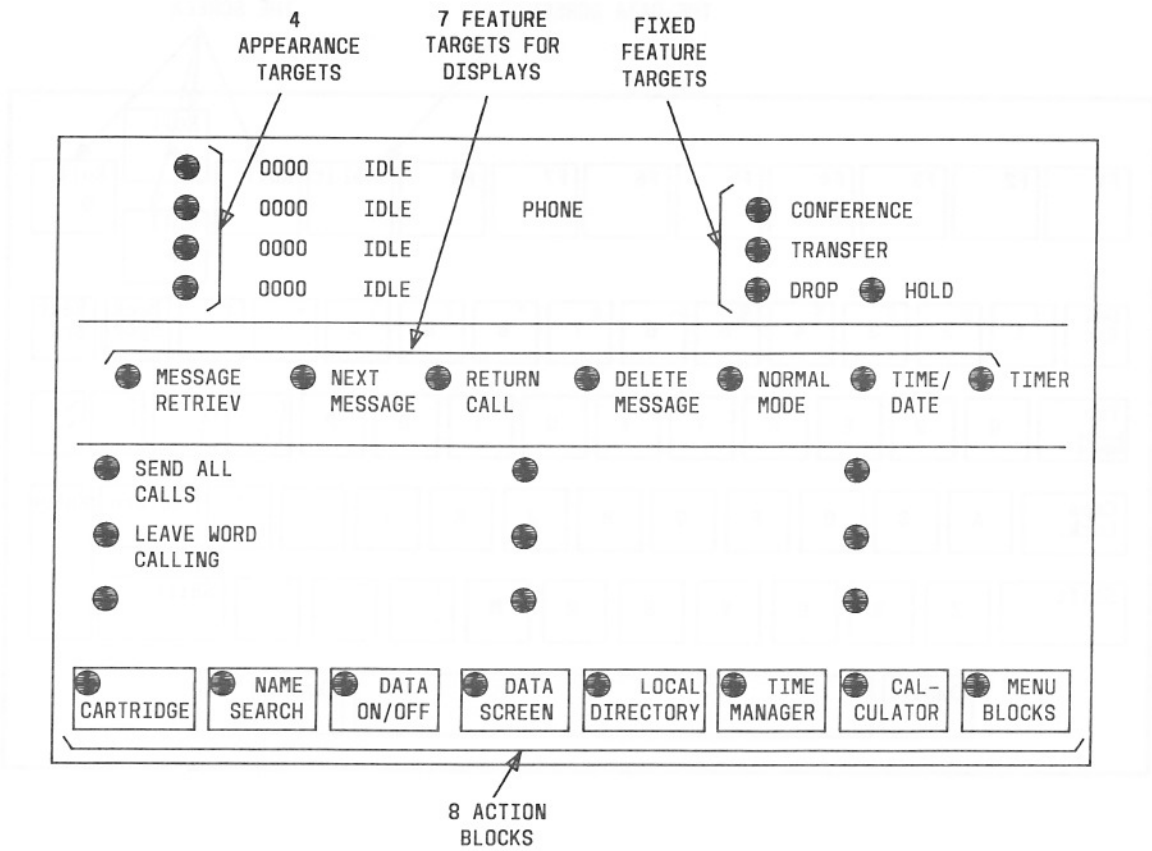 4
APPEARANCE
TARGETS
7 FEATURE
TARGETS FOR
DISPLAYS
FIXED
FEATURE
TARGETS
0000 IDLE
0000 IDLE
0000 IDLE
0000 IDLE
PHONE
CONFERENCE
TRANSFER
DROP HOLD
MESSAGE
RETRIEV
NEXT
MESSAGE
RETURN
CALL
DELETE
MESSAGE
NORMAL
MODE
TIME/
DATE
TIMER
SEND ALL
CALLS
LEAVE WORD
CALLING
CARTRIDGE
NAME
SEARCH
DATA
ON/OFF
DATA
SCREEN
LOCAL
DIRECTORY
TIME
MANAGER
CAL-
CULATOR
MENU
BLOCKS
8 ACTION
BLOCKS